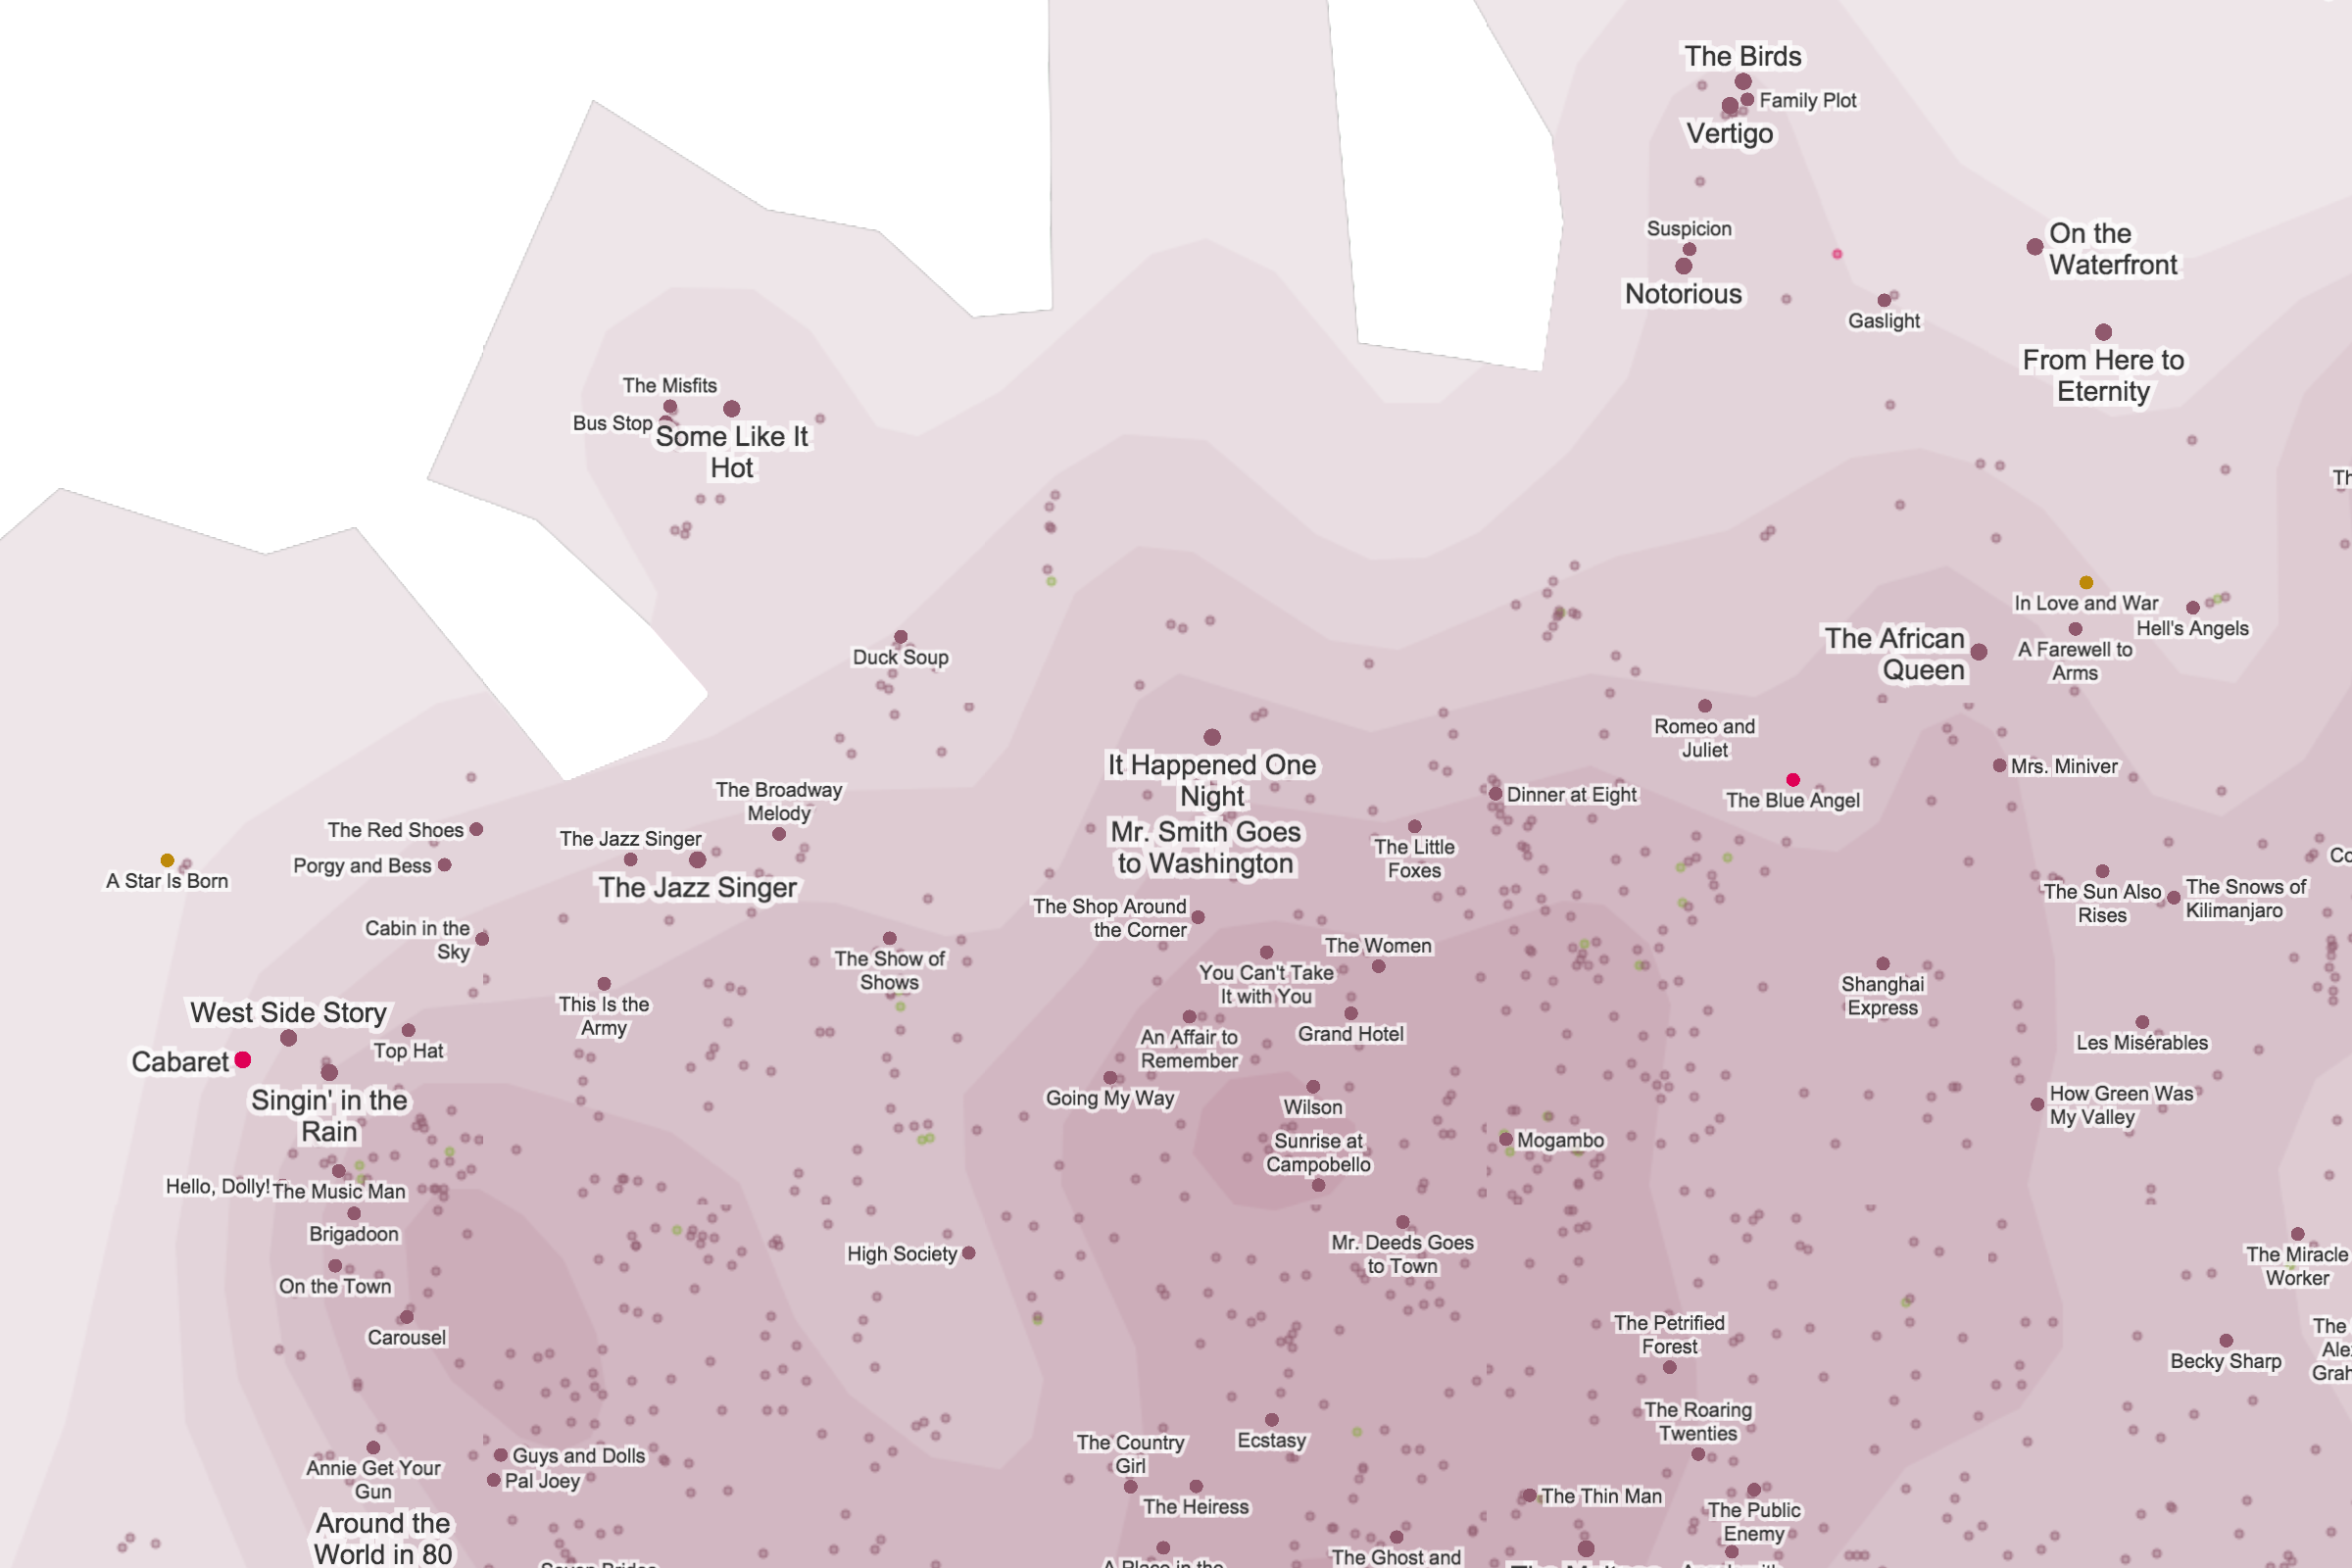 The Birds
Family Plot
Vertigo
Suspicion
Notorious
On the
Waterfront
Gaslight
From Here to
Eternity
The Misfits
Bus Stop
Some Like It
Hot
In Love and War
Hell's Angels
The African
Queen
A Farewell to
Arms
Duck Soup
Romeo and
Juliet
It Happened One
Night
Mrs. Miniver
The Broadway
Melody
Dinner at Eight
The Blue Angel
The Red Shoes
The Jazz Singer
Mr. Smith Goes
to Washington
The Little
Foxes
Porgy and Bess
A Star Is Born
The Jazz Singer
The Sun Also
Rises
The Snows of
Kilimanjaro
The Shop Around
the Corner
Cabin in the
Sky
The Women
The Show of
Shows
You Can't Take
It with You
Shanghai
Express
This Is the
Army
West Side Story
Grand Hotel
Top Hat
An Affair to
Remember
Les Misérables
Cabaret
Singin' in the
Rain
Going My Way
Wilson
How Green Was
My Valley
Sunrise at
Campobello
Mogambo
Hello, Dolly!
The Music Man
Brigadoon
High Society
Mr. Deeds Goes
to Town
The Miracle
Worker
On the Town
Carousel
The Petrified
Forest
The
Becky Sharp
The Roaring
Twenties
Ecstasy
The Country
Girl
Guys and Dolls
Annie Get Your
Gun
Pal Joey
The Heiress
The Thin Man
The Public
Enemy
Around the
World in 80
The Ghost and